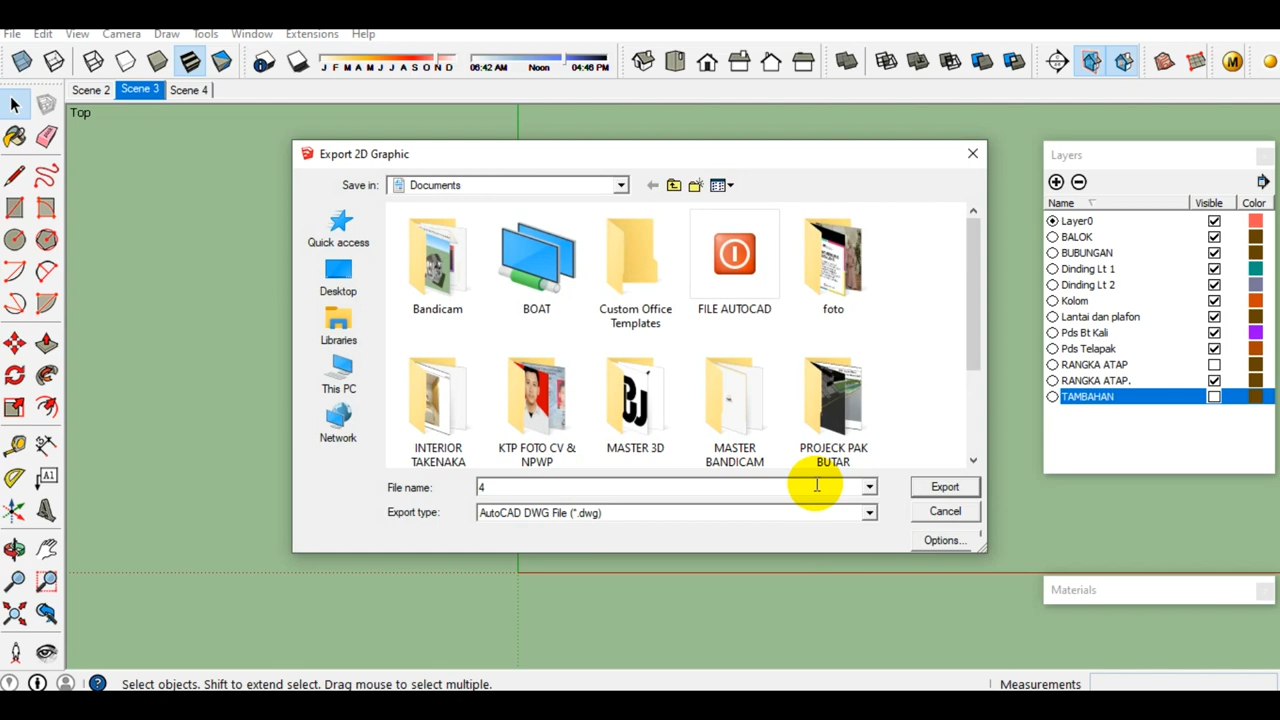 File Edit View Camera Draw Tools Window Extensions Help
J F M A M J J A S O N D 06:42 AM Noon 04:46 PM
M
Scene 2 Scene 3 Scene 4
Top
Export 2D Graphic
Save in: Documents
Quick access
Desktop
Libraries
This PC
Network
Bandicam
BOAT
Custom Office
Templates
FILE AUTOCAD
foto
INTERIOR
TAKENAKA
KTP FOTO CV &
NPWP
MASTER 3D
MASTER
BANDICAM
PROJECK PAK
BUTAR
File name: 4 Export
Export type: AutoCAD DWG File (*.dwg) Cancel
Options...
Layers
Name Visible Color
Layer0
BALOK
BUBUNGAN
Dinding Lt 1
Dinding Lt 2
Kolom
Lantai dan plafon
Pds Bt Kali
Pds Telapak
RANGKA ATAP
RANGKA ATAP.
TAMBAHAN
Materials
A1
A
Select objects. Shift to extend select. Drag mouse to select multiple.
Measurements